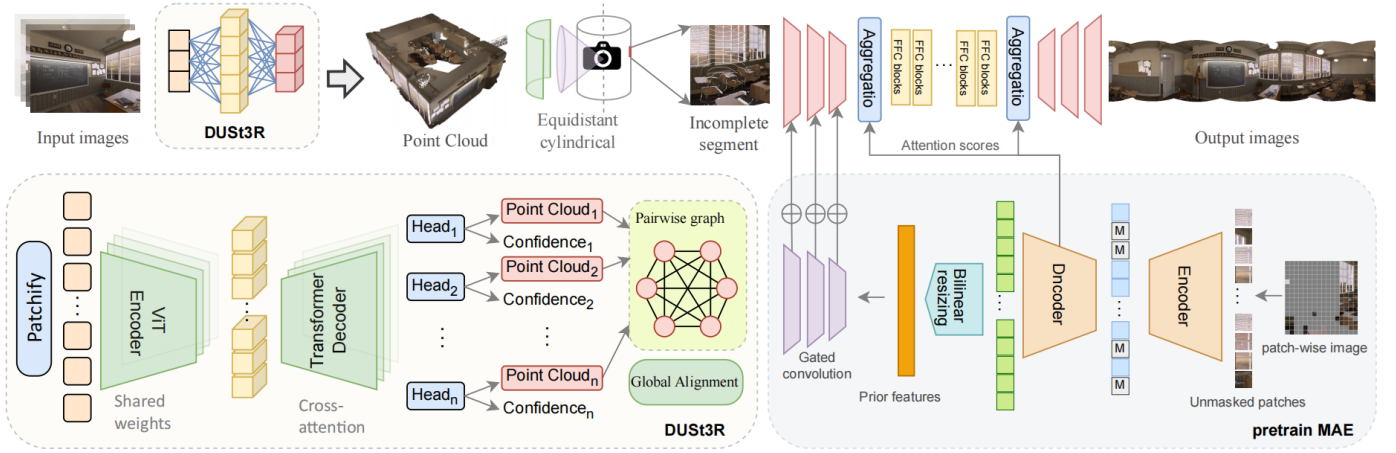 Input images
DUSt3R
Point Cloud
Equidistant
cylindrical
Incomplete
segment
Aggregatio
FFC blocks
FFC blocks
...
FFC blocks
FFC blocks
Aggregatio
Attention scores
Output images
Patchify
ViT
Encoder
Shared
weights
Transformer
Decoder
Cross-
attention
Head1
Point Cloud1
Confidence1
Head2
Point Cloud2
Confidence2
Headn
Point Cloudn
Confidencen
Pairwise graph
Global Alignment
DUSt3R
Gated
convolution
Prior features
Bilinear
resizing
Dncoder
M
M
M
M
Encoder
Unmasked patches
patch-wise image
pretrain MAE